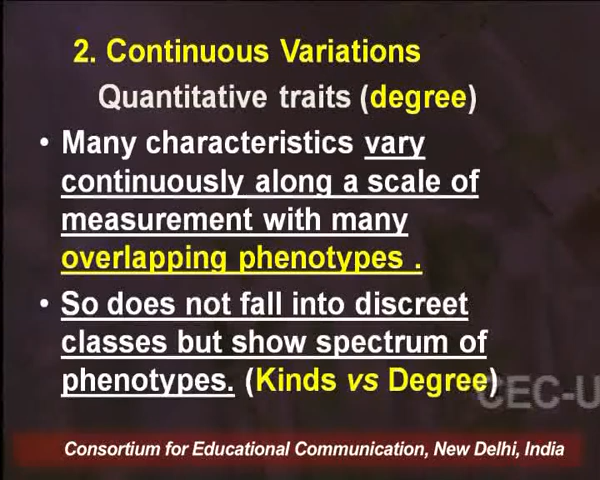 2. Continuous Variations
Quantitative traits (degree)
• Many characteristics vary
continuously along a scale of
measurement with many
overlapping phenotypes .
• So does not fall into discreet
classes but show spectrum of
phenotypes. (Kinds vs Degree)
CEC-U
Consortium for Educational Communication, New Delhi, India